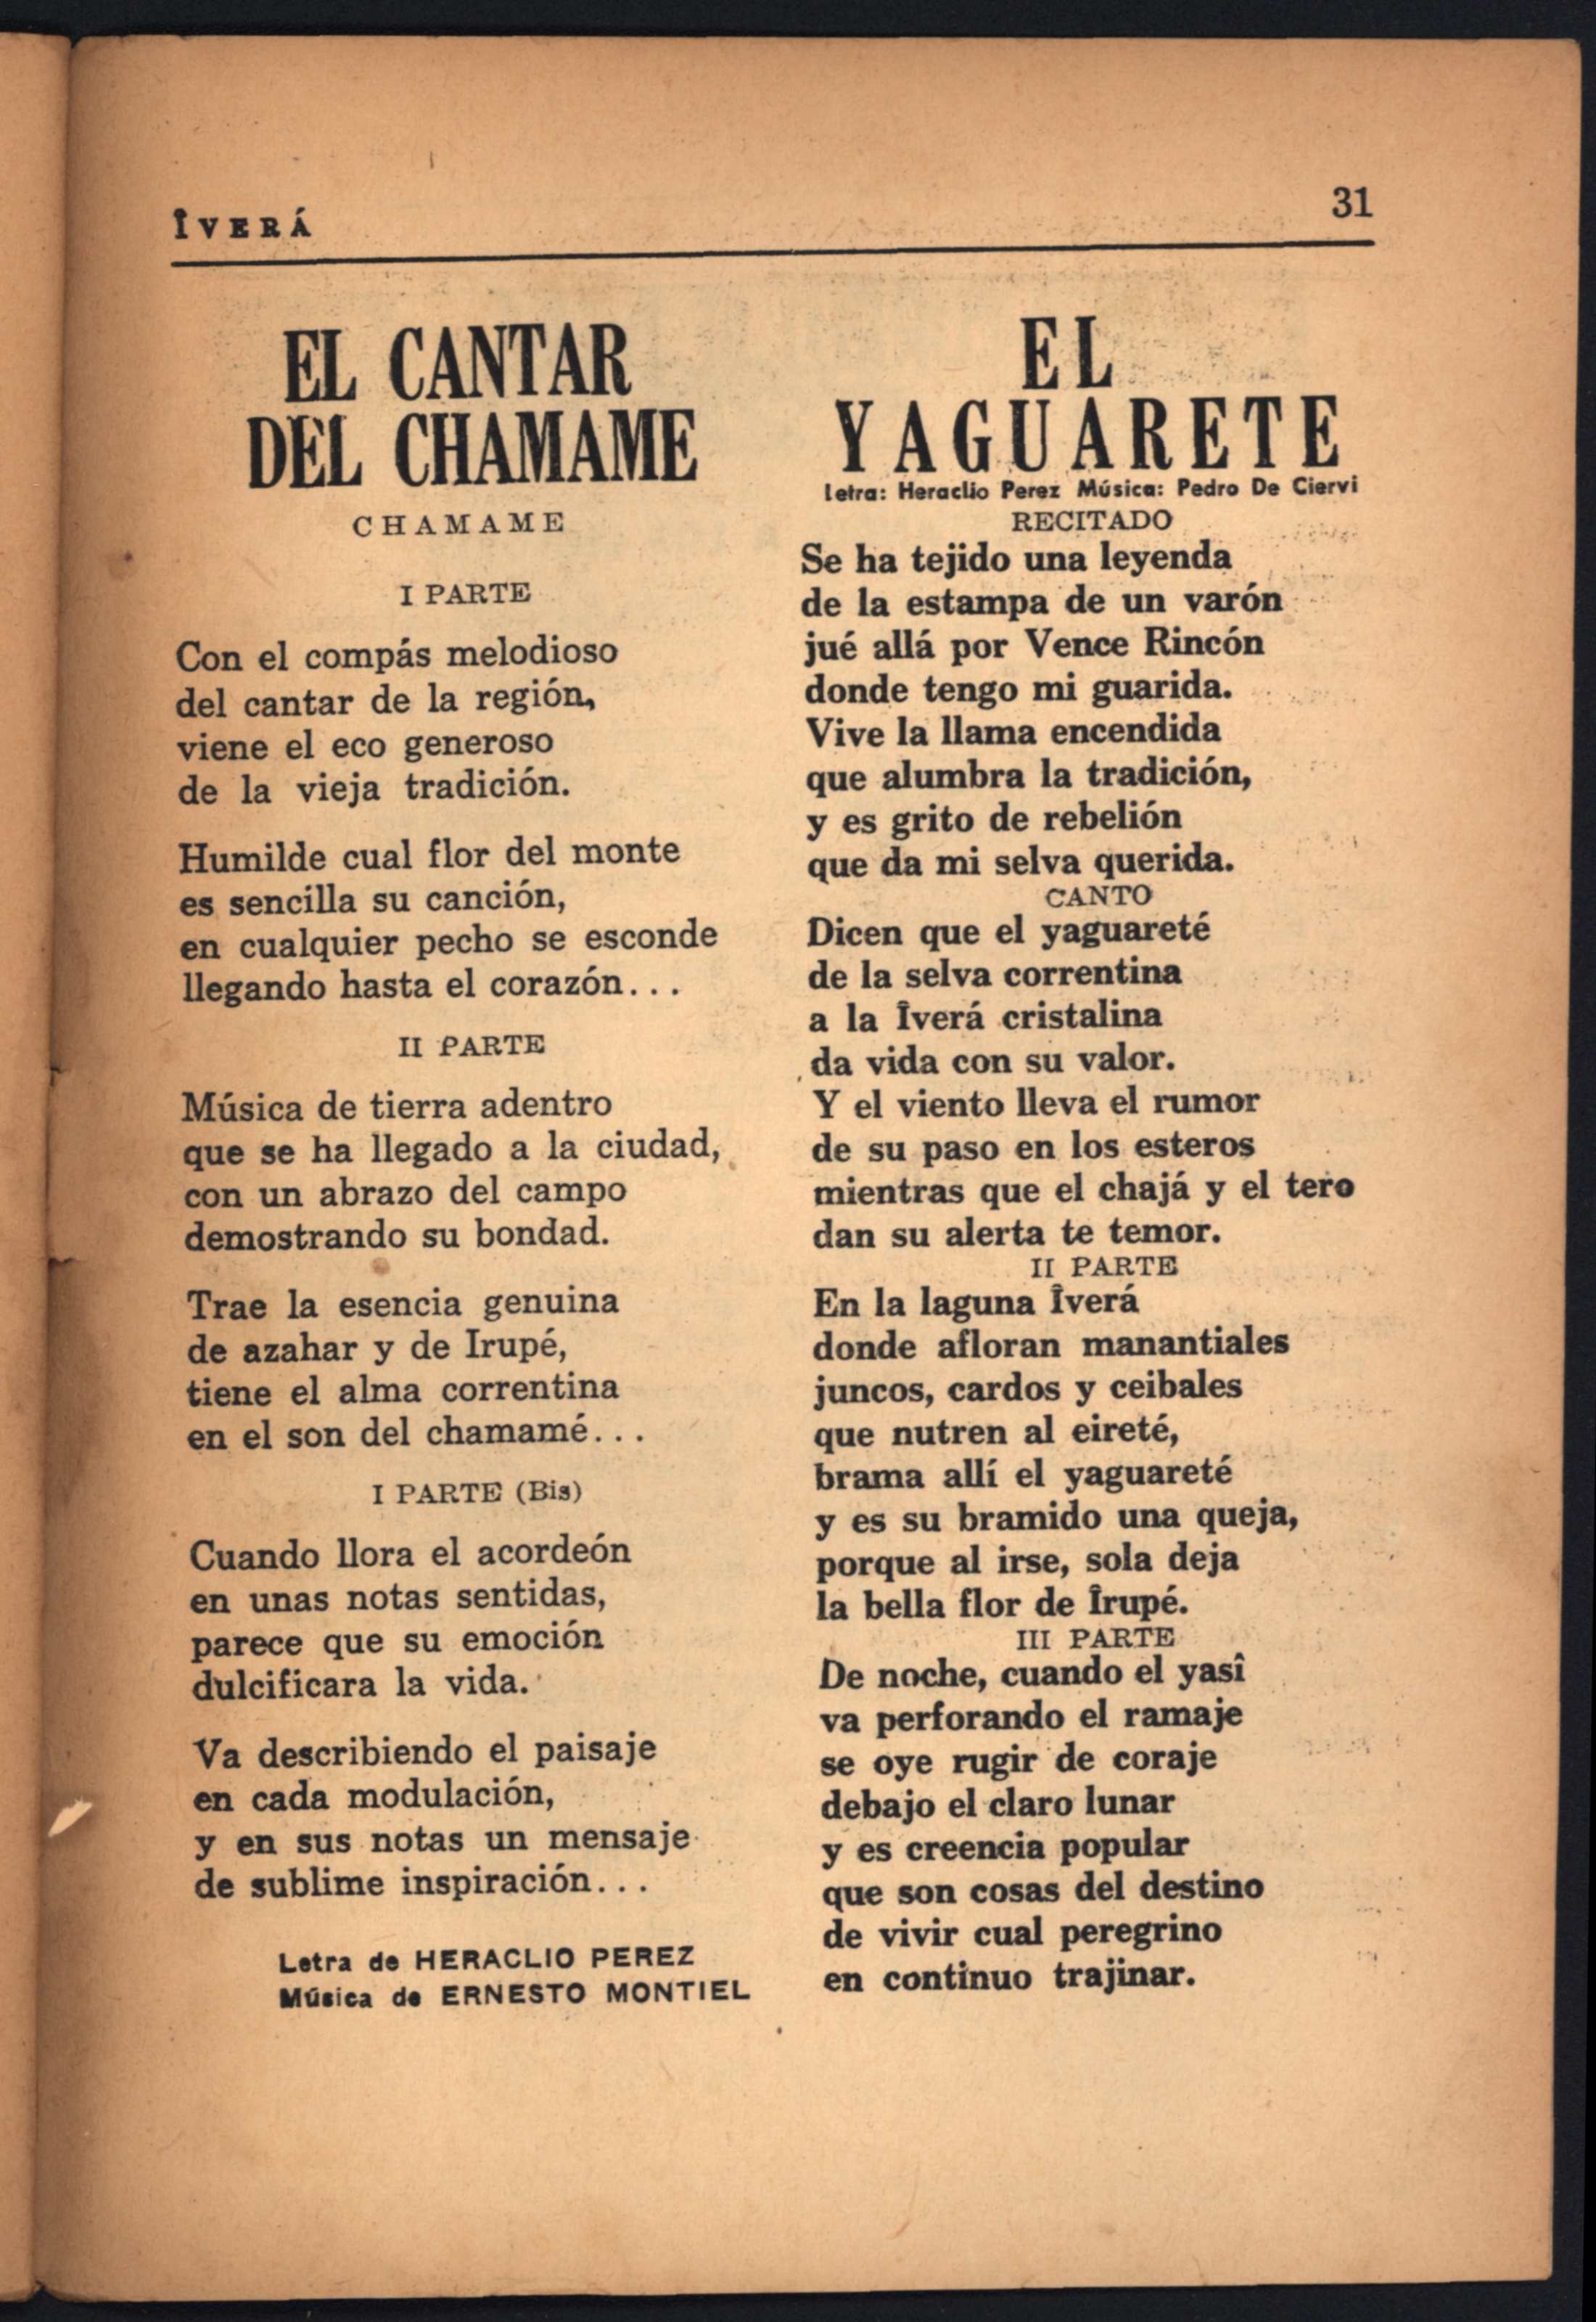 ÎVERÁ
31
EL CANTAR
DEL CHAMAME
CHAMAME
I PARTE
Con el compás melodioso
del cantar de la región,
viene el eco generoso
de la vieja tradición.
Humilde cual flor del monte
es sencilla su canción,
en cualquier pecho se esconde
llegando hasta el corazón...
II PARTE
Música de tierra adentro
que se ha llegado a la ciudad,
con un abrazo del campo
demostrando su bondad.
Trae la esencia genuina
de azahar y de Irupé,
tiene el alma correntina
en el son del chamamé...
I PARTE (Bis)
Cuando llora el acordeón
en unas notas sentidas,
parece que su emoción
dulcificara la vida.
Va describiendo el paisaje
en cada modulación,
y en sus notas un mensaje
de sublime inspiración...
Letra de HERACLIO PEREZ
Música de ERNESTO MONTIEL
EL
YAGUARETE
Letra: Heraclio Perez Música: Pedro De Ciervi
RECITADO
Se ha tejido una leyenda
de la estampa de un varón
jué allá por Vence Rincón
donde tengo mi guarida.
Vive la llama encendida
que alumbra la tradición,
y es grito de rebelión
que da mi selva querida.
CANTO
Dicen que el yaguareté
de la selva correntina
a la Îverá cristalina
da vida con su valor.
Y el viento lleva el rumor
de su paso en los esteros
mientras que el chajá y el tero
dan su alerta te temor.
II PARTE
En la laguna Îverá
donde afloran manantiales
juncos, cardos y ceibales
que nutren al eireté,
brama allí el yaguareté
y es su bramido una queja,
porque al irse, sola deja
la bella flor de Îrupé.
III PARTE
De noche, cuando el yasî
va perforando el ramaje
se oye rugir de coraje
debajo el claro lunar
y es creencia popular
que son cosas del destino
de vivir cual peregrino
en continuo trajinar.